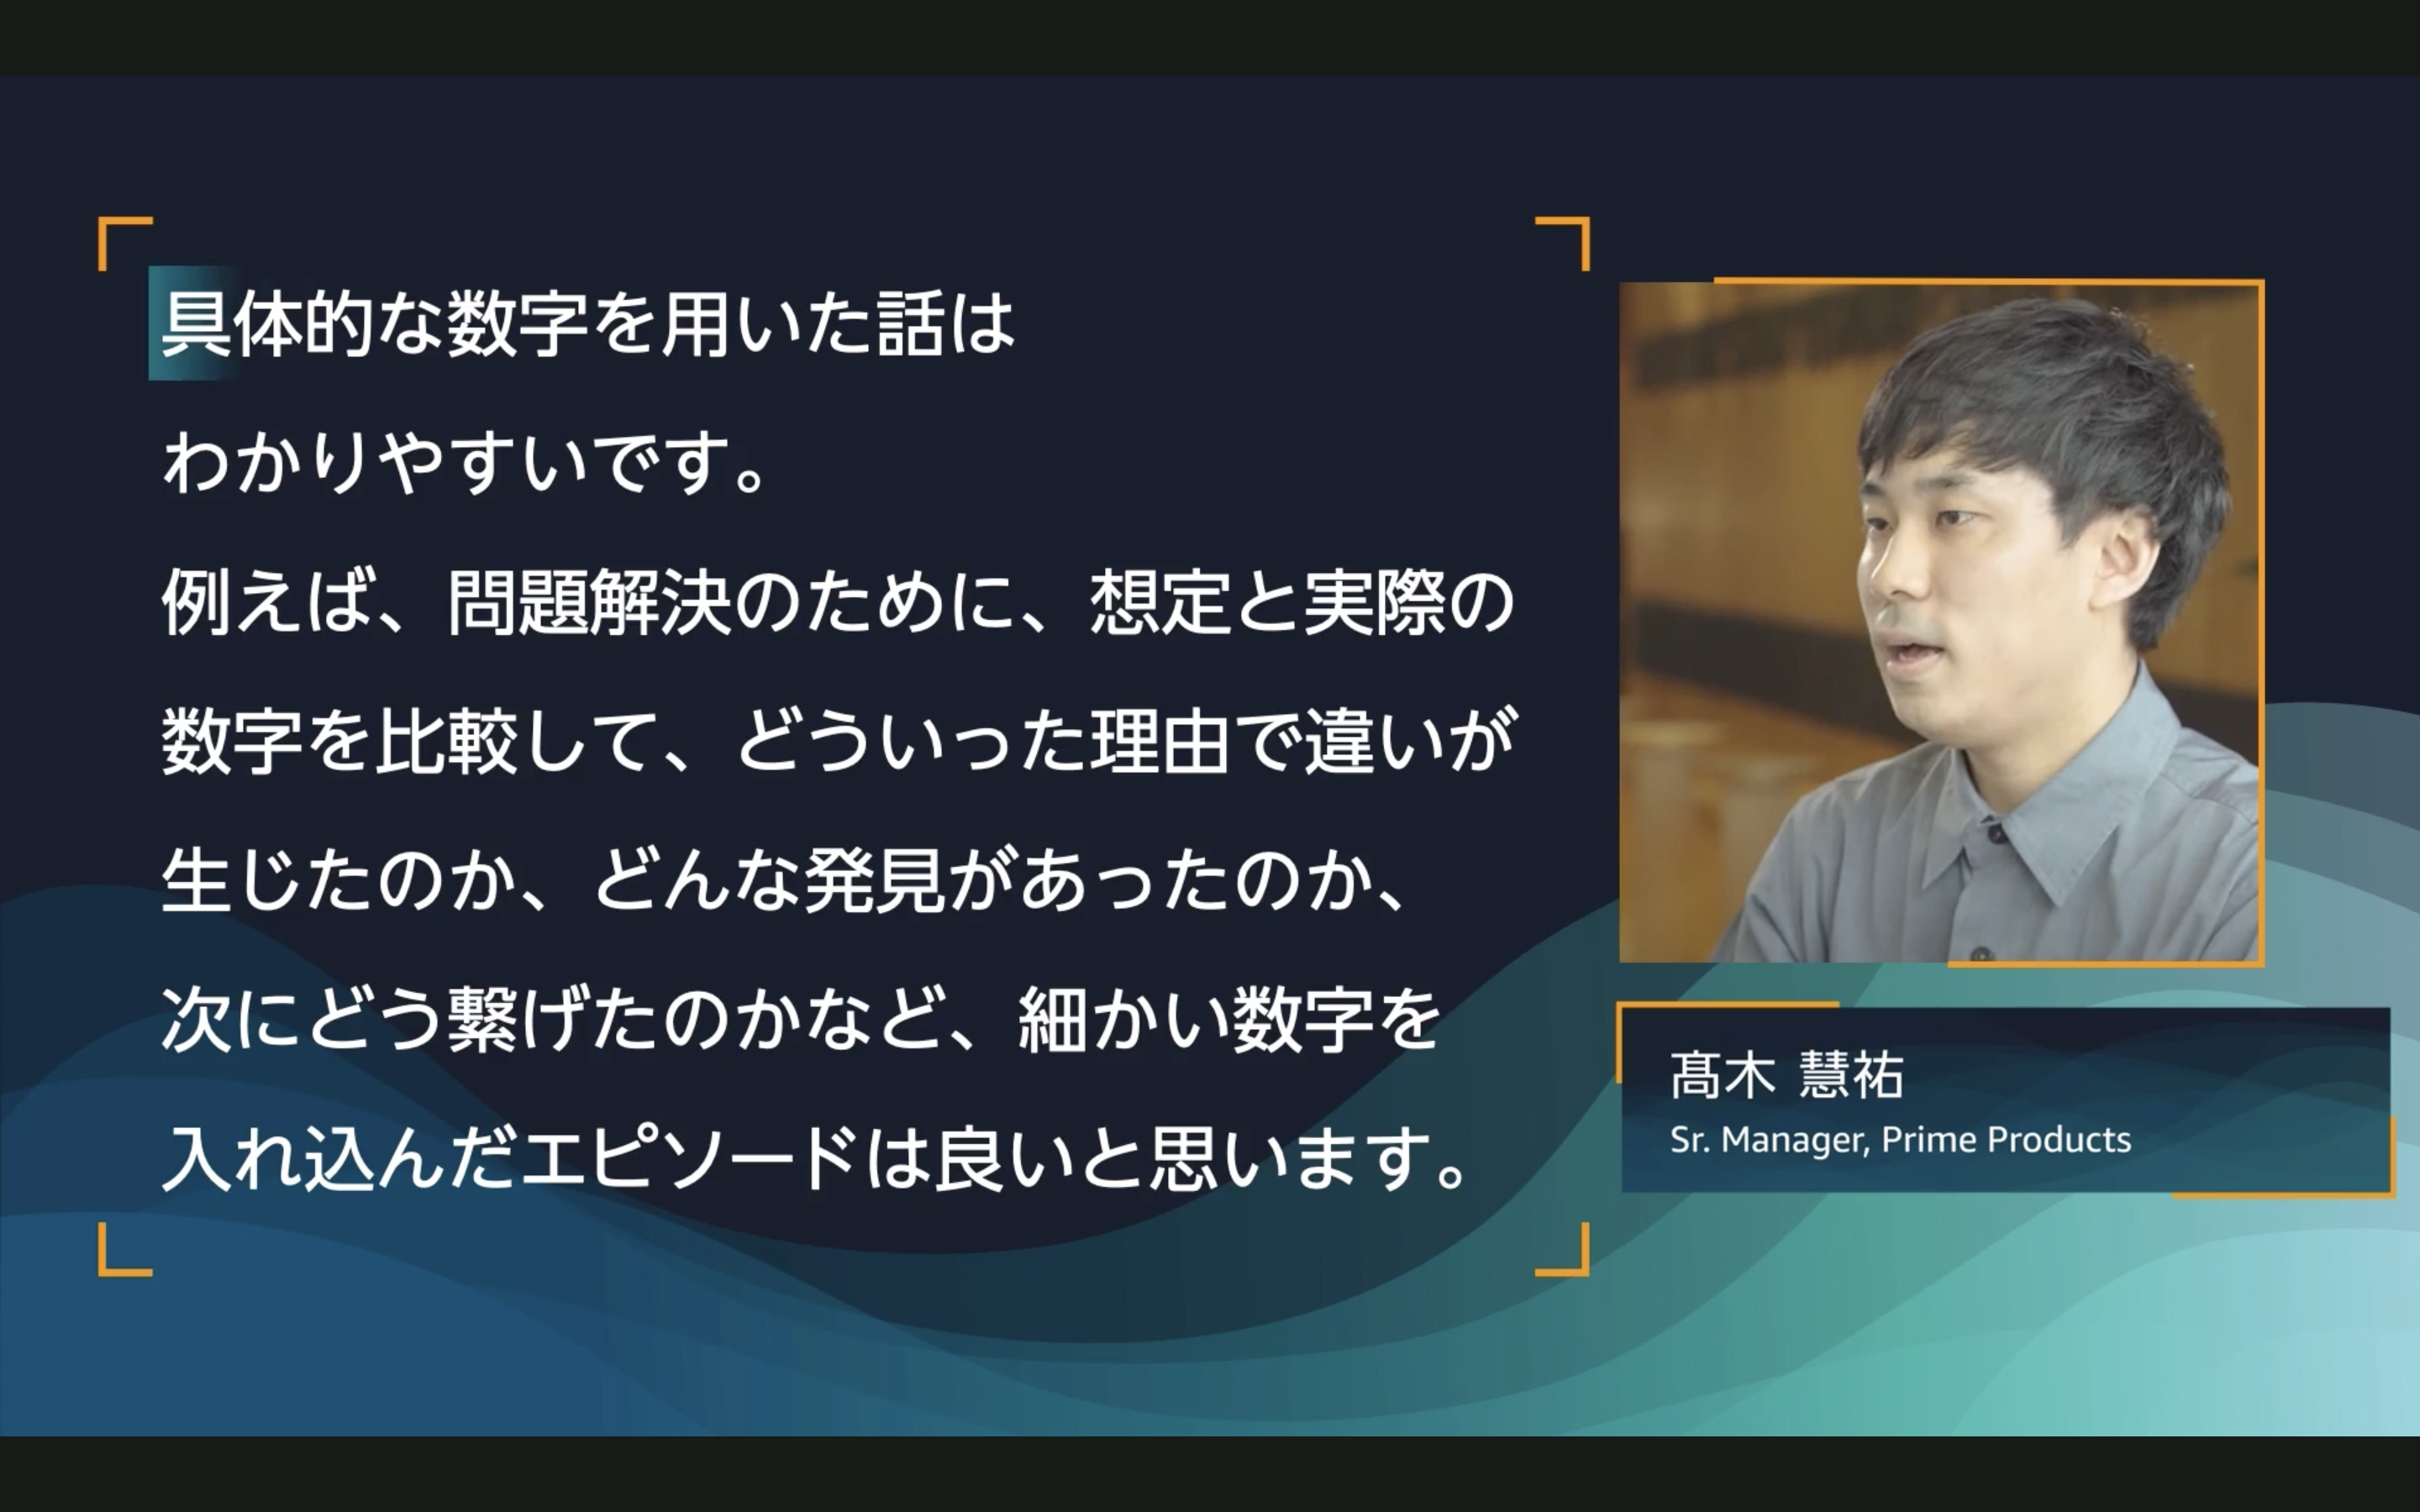 具体的な数字を用いた話は
わかりやすいです。
例えば、問題解決のために、想定と実際の
数字を比較して、どういった理由で違いが
生じたのか、どんな発見があったのか、
次にどう繋げたのかなど、細かい数字を
入れ込んだエピソードは良いと思います。
髙木 慧祐
Sr. Manager, Prime Products